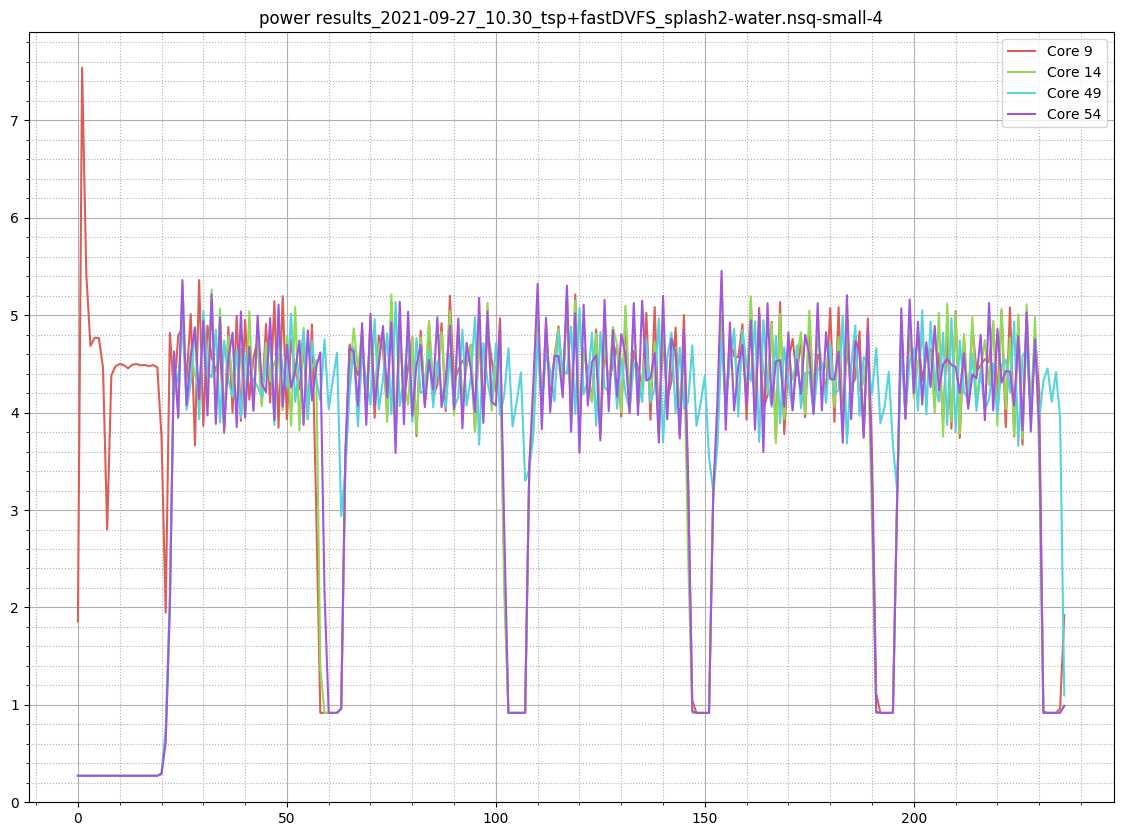 power results_2021-09-27_10.30_tsp+fastDVFS_splash2-water.nsq-small-4
Core 9
Core 14
Core 49
Core 54
7
6
5
4
3
2
1
0
0 50 100 150 200